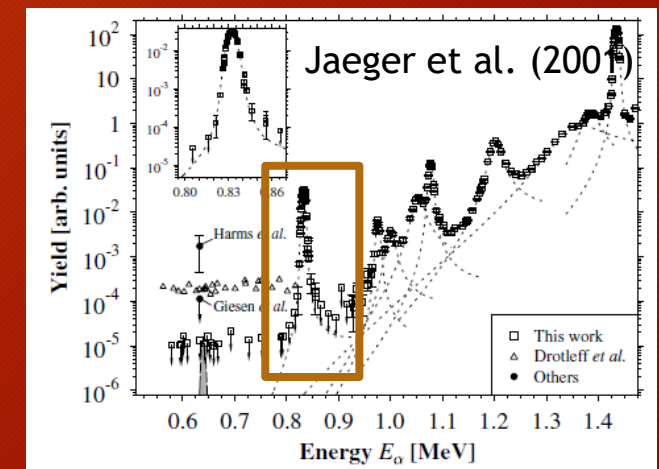 Jaeger et al. (2001)
10^2
10
1
10^-1
10^-2
10^-3
10^-4
10^-5
10^-6
Yield [arb. units]
10^-2
10^-3
10^-4
10^-5
0.80 0.83 0.86
Harms et al.
Giesen et al.
This work
Drotleff et al.
Others
0.6 0.7 0.8 0.9 1.0 1.1 1.2 1.3 1.4
Energy Eα [MeV]